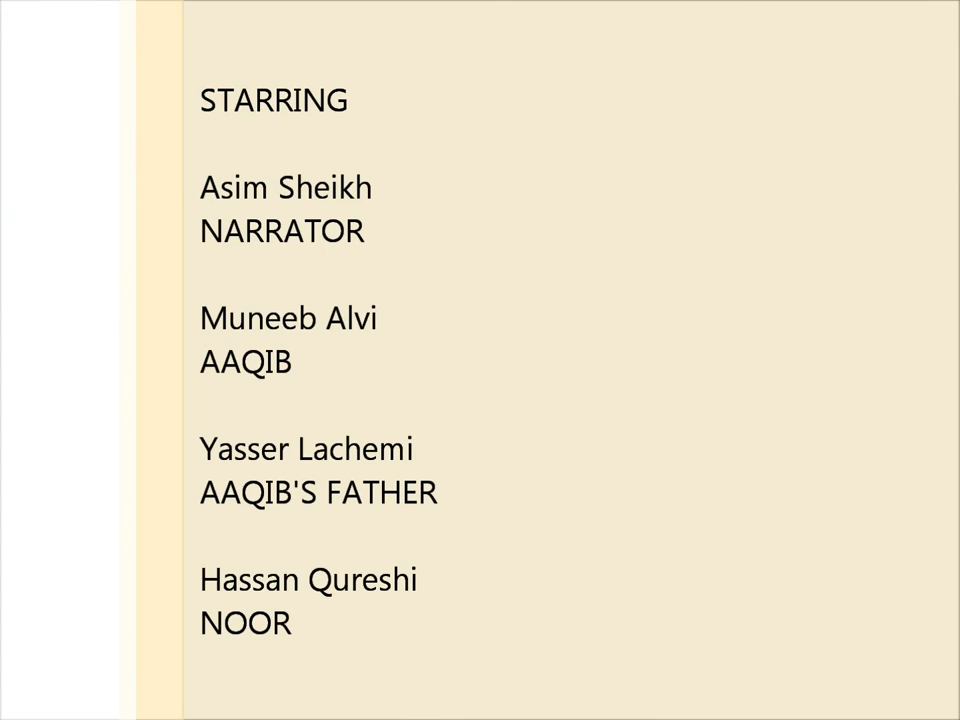 STARRING
Asim Sheikh
NARRATOR
Muneeb Alvi
AAQIB
Yasser Lachemi
AAQIB'S FATHER
Hassan Qureshi
NOOR